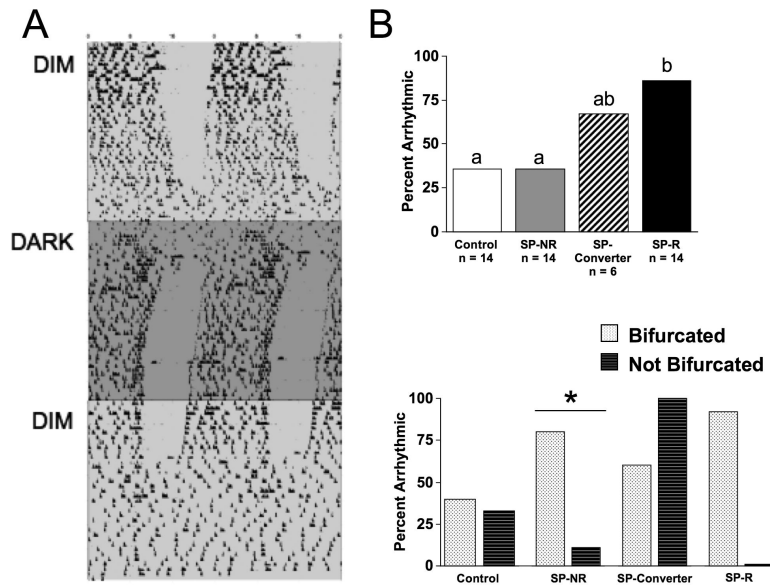 A
DIM
DARK
DIM
B
Percent Arrhythmic
100
75
50
25
0
a
a
ab
b
Control
n = 14
SP-NR
n = 14
SP-
Converter
n = 6
SP-R
n = 14
Bifurcated
Not Bifurcated
Percent Arrhythmic
100
75
50
25
0
*
Control
SP-NR
SP-Converter
SP-R